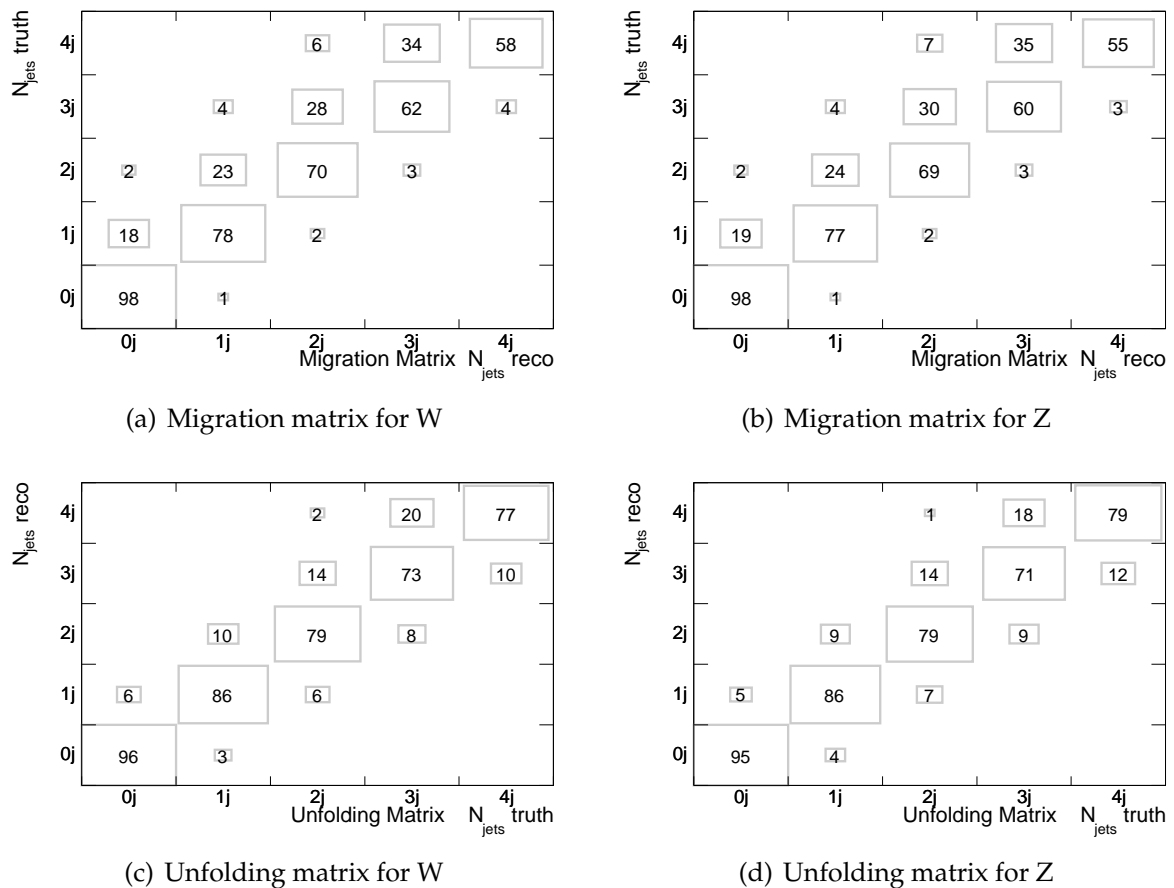 N_jets truth
4j 6 34 58
3j 4 28 62 4
2j 2 23 70 3
1j 18 78 2
0j 98 1
0j 1j 2j 3j 4j
Migration Matrix N_jets reco
(a) Migration matrix for W
N_jets truth
4j 7 35 55
3j 4 30 60 3
2j 2 24 69 3
1j 19 77 2
0j 98 1
0j 1j 2j 3j 4j
Migration Matrix N_jets reco
(b) Migration matrix for Z
N_jets reco
4j 2 20 77
3j 14 73 10
2j 10 79 8
1j 6 86 6
0j 96 3
0j 1j 2j 3j 4j
Unfolding Matrix N_jets truth
(c) Unfolding matrix for W
N_jets reco
4j 1 18 79
3j 14 71 12
2j 9 79 9
1j 5 86 7
0j 95 4
0j 1j 2j 3j 4j
Unfolding Matrix N_jets truth
(d) Unfolding matrix for Z